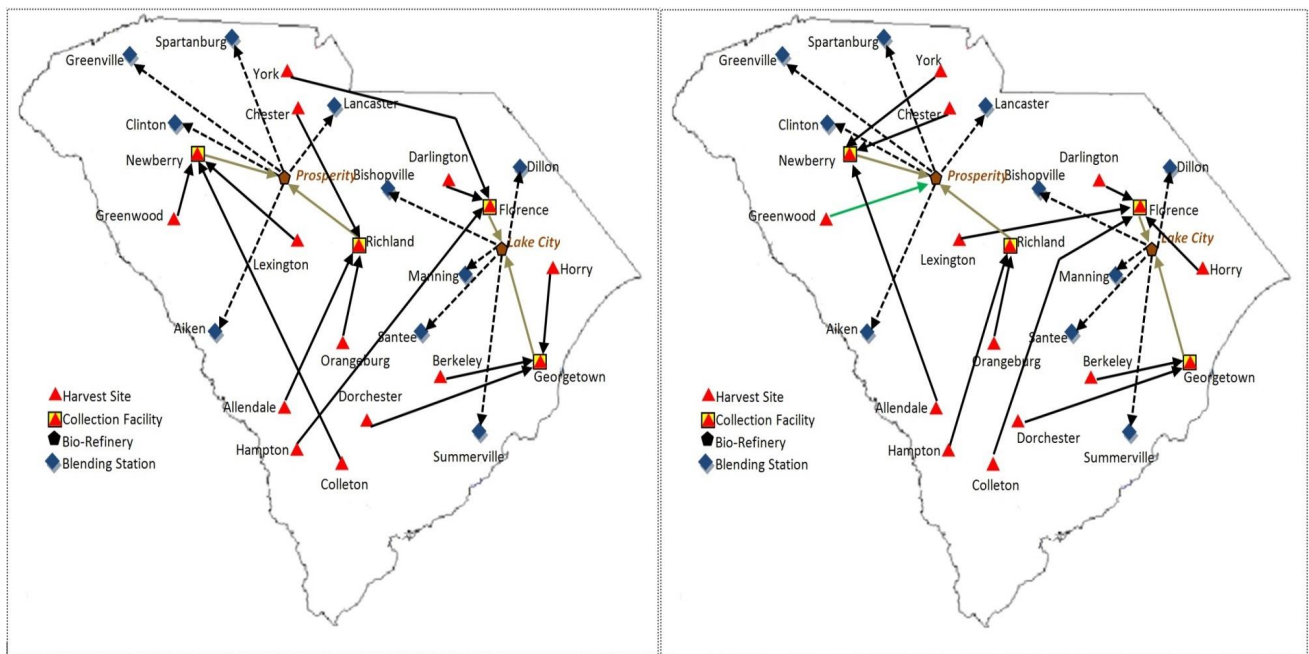 Spartanburg
Greenville
York
Chester
Lancaster
Clinton
Newberry
Prosperity
Bishopville
Darlington
Dillon
Greenwood
Florence
Lexington
Richland
Lake City
Manning
Horry
Aiken
Orangeburg
Santee
Berkeley
Georgetown
Allendale
Dorchester
Hampton
Colleton
Summerville
Harvest Site
Collection Facility
Bio-Refinery
Blending Station
Spartanburg
Greenville
York
Chester
Lancaster
Clinton
Newberry
Prosperity
Bishopville
Darlington
Dillon
Greenwood
Florence
Lexington
Richland
Lake City
Manning
Horry
Aiken
Orangeburg
Santee
Berkeley
Georgetown
Allendale
Dorchester
Hampton
Colleton
Summerville
Harvest Site
Collection Facility
Bio-Refinery
Blending Station